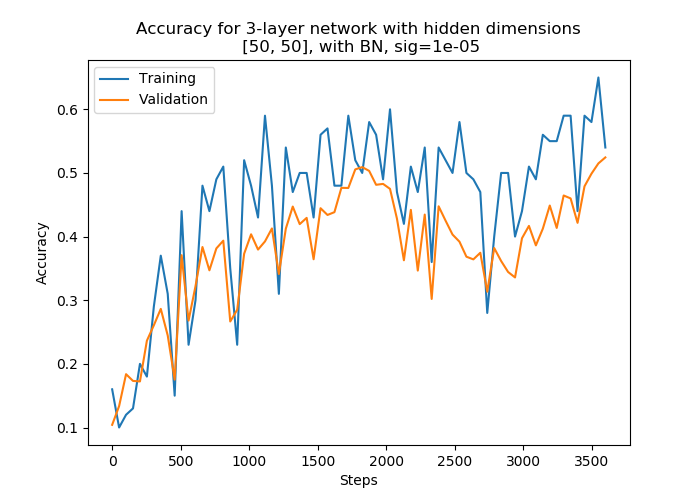 Accuracy for 3-layer network with hidden dimensions
[50, 50], with BN, sig=1e-05
Training
Validation
0.6
0.5
0.4
0.3
0.2
0.1
Accuracy
0 500 1000 1500 2000 2500 3000 3500
Steps